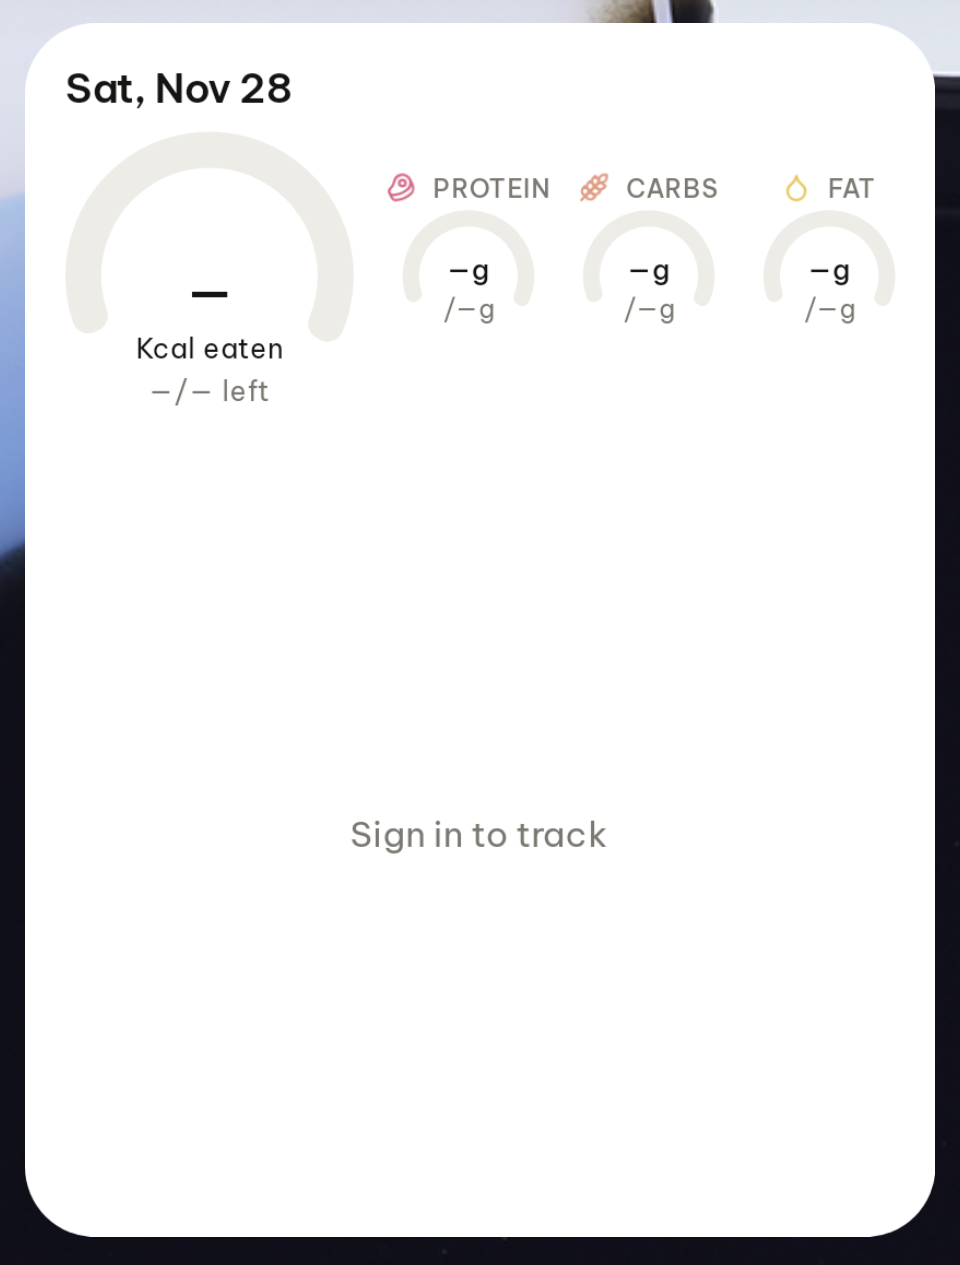 Sat, Nov 28
PROTEIN
CARBS
FAT
—
Kcal eaten
—/— left
—g
/—g
—g
/—g
—g
/—g
Sign in to track